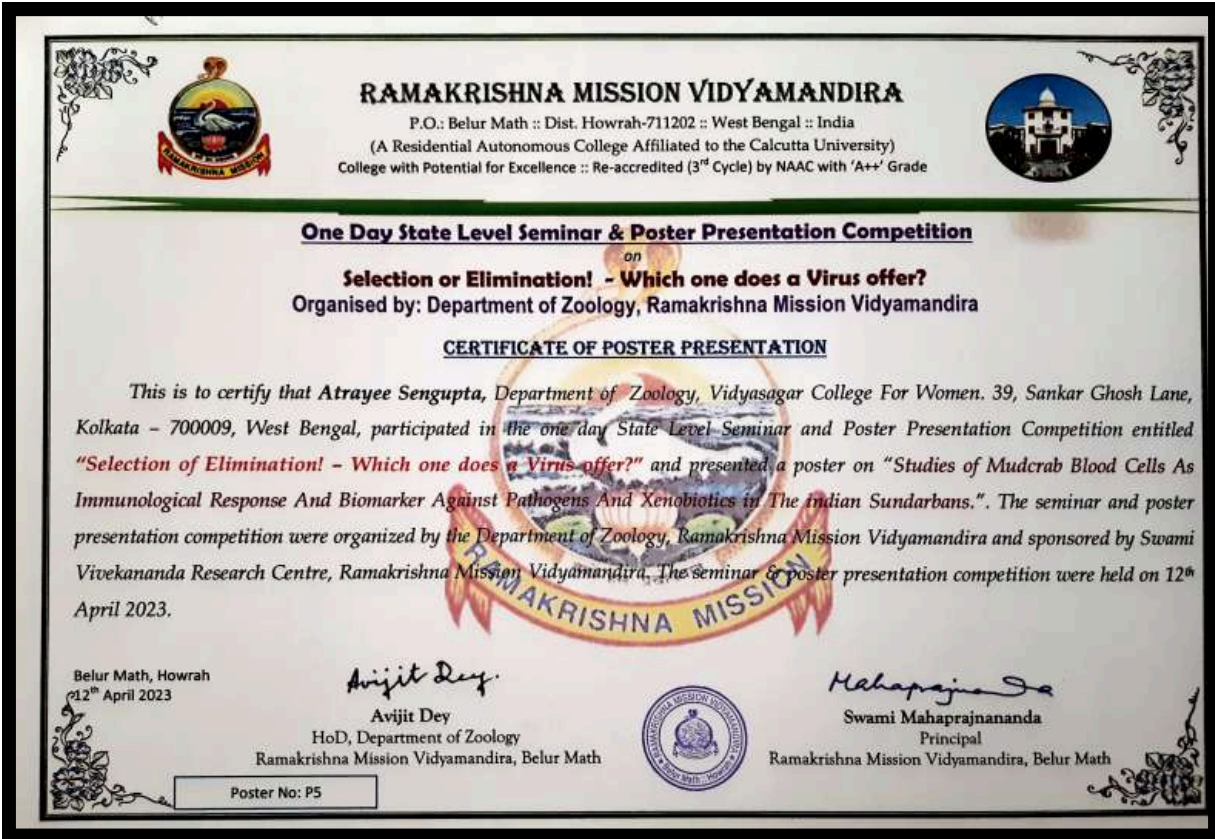 RAMAKRISHNA MISSION VIDYAMANDIRA
P.O.: Belur Math :: Dist. Howrah-711202 :: West Bengal :: India
(A Residential Autonomous College Affiliated to the Calcutta University)
College with Potential for Excellence :: Re-accredited (3rd Cycle) by NAAC with 'A++' Grade
RAMAKRISHNA MISSION
One Day State Level Seminar & Poster Presentation Competition
on
Selection or Elimination! - Which one does a Virus offer?
Organised by: Department of Zoology, Ramakrishna Mission Vidyamandira
CERTIFICATE OF POSTER PRESENTATION
This is to certify that Atrayee Sengupta, Department of Zoology, Vidyasagar College For Women. 39, Sankar Ghosh Lane,
Kolkata – 700009, West Bengal, participated in the one day State Level Seminar and Poster Presentation Competition entitled
"Selection of Elimination! – Which one does a Virus offer?" and presented a poster on "Studies of Mudcrab Blood Cells As
Immunological Response And Biomarker Against Pathogens And Xenobiotics in The indian Sundarbans.". The seminar and poster
presentation competition were organized by the Department of Zoology, Ramakrishna Mission Vidyamandira and sponsored by Swami
Vivekananda Research Centre, Ramakrishna Mission Vidyamandira. The seminar & poster presentation competition were held on 12th
April 2023.
RAMAKRISHNA MISSION
Belur Math, Howrah
12th April 2023
Avijit Dey.
Avijit Dey
HoD, Department of Zoology
Ramakrishna Mission Vidyamandira, Belur Math
RAMAKRISHNA MISSION VIDYAMANDIRA
Belur Math - Howrah
Mahaprajnananda
Swami Mahaprajnananda
Principal
Ramakrishna Mission Vidyamandira, Belur Math
Poster No: P5